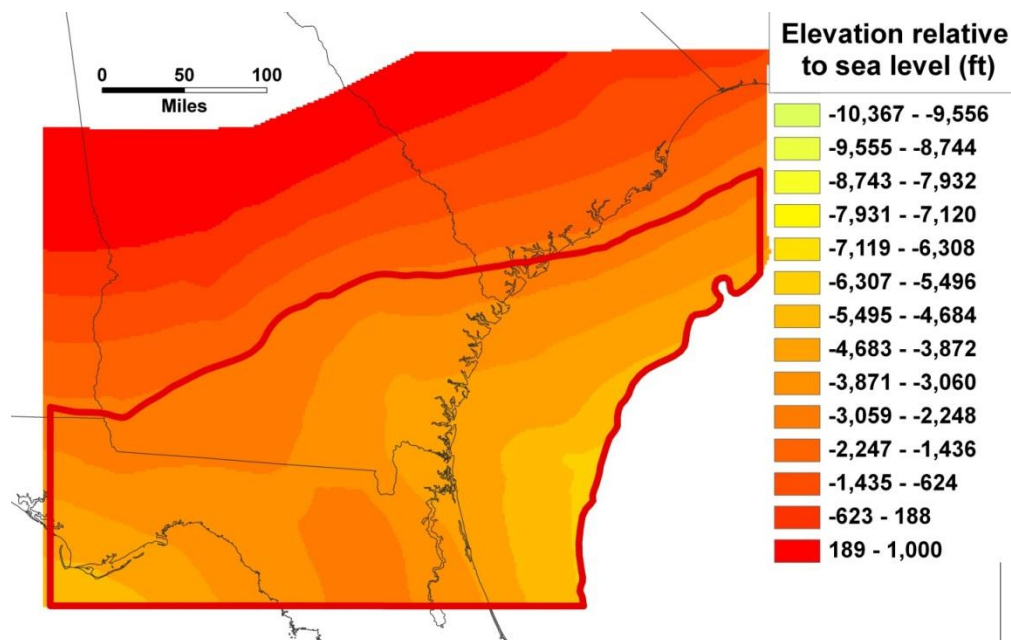 0 50 100
Miles
Elevation relative
to sea level (ft)
-10,367 - -9,556
-9,555 - -8,744
-8,743 - -7,932
-7,931 - -7,120
-7,119 - -6,308
-6,307 - -5,496
-5,495 - -4,684
-4,683 - -3,872
-3,871 - -3,060
-3,059 - -2,248
-2,247 - -1,436
-1,435 - -624
-623 - 188
189 - 1,000